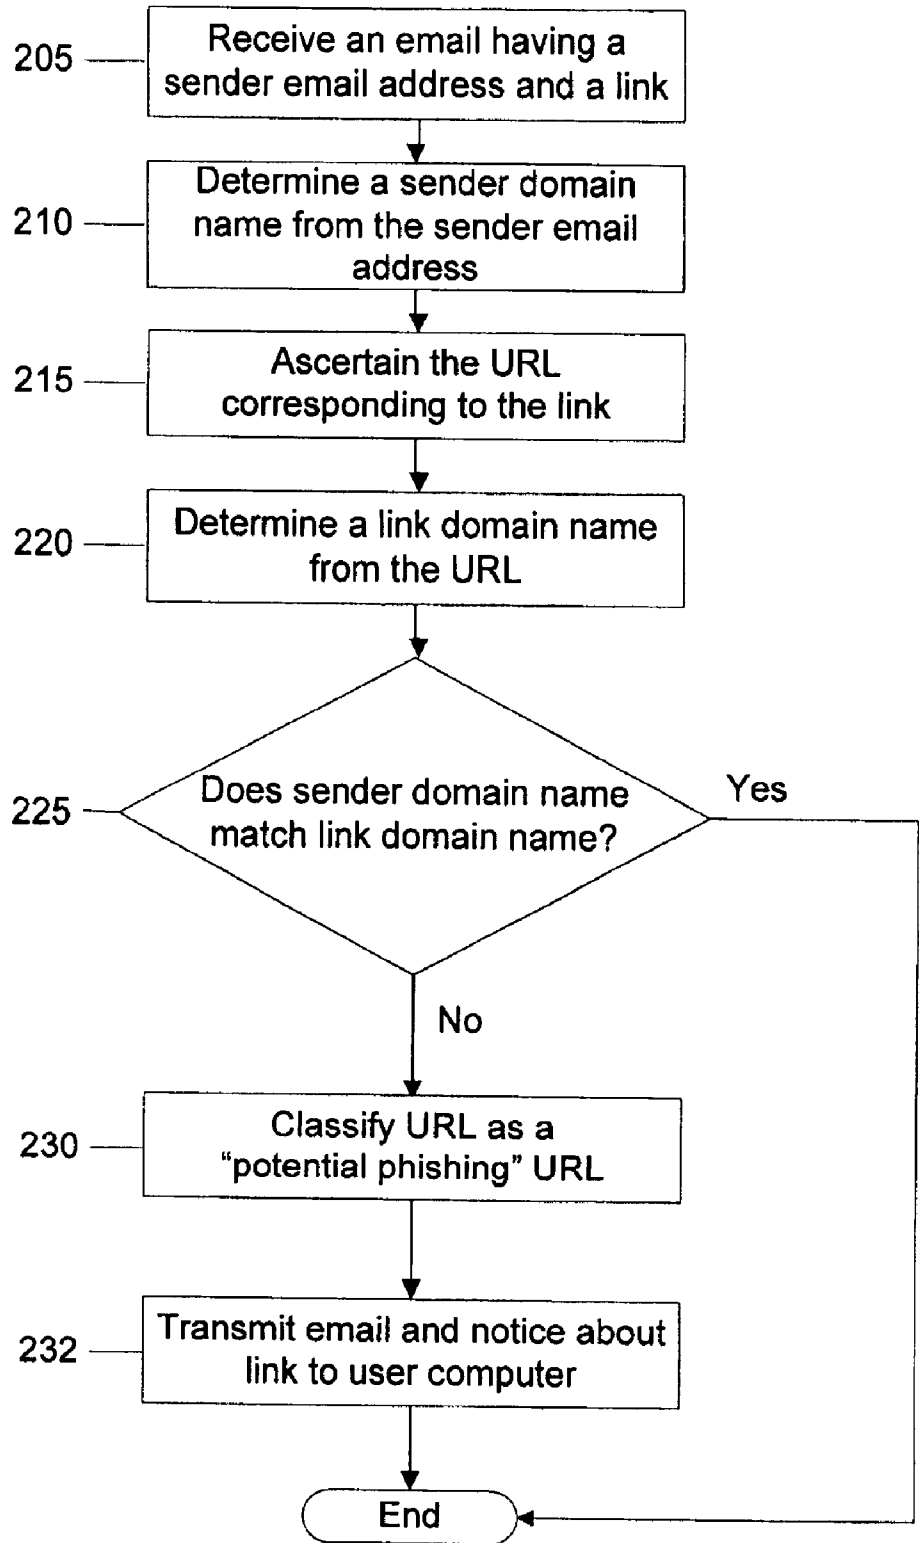 205
Receive an email having a
sender email address and a link
210
Determine a sender domain
name from the sender email
address
215
Ascertain the URL
corresponding to the link
220
Determine a link domain name
from the URL
225
Does sender domain name
match link domain name?
Yes
No
230
Classify URL as a
“potential phishing” URL
232
Transmit email and notice about
link to user computer
End